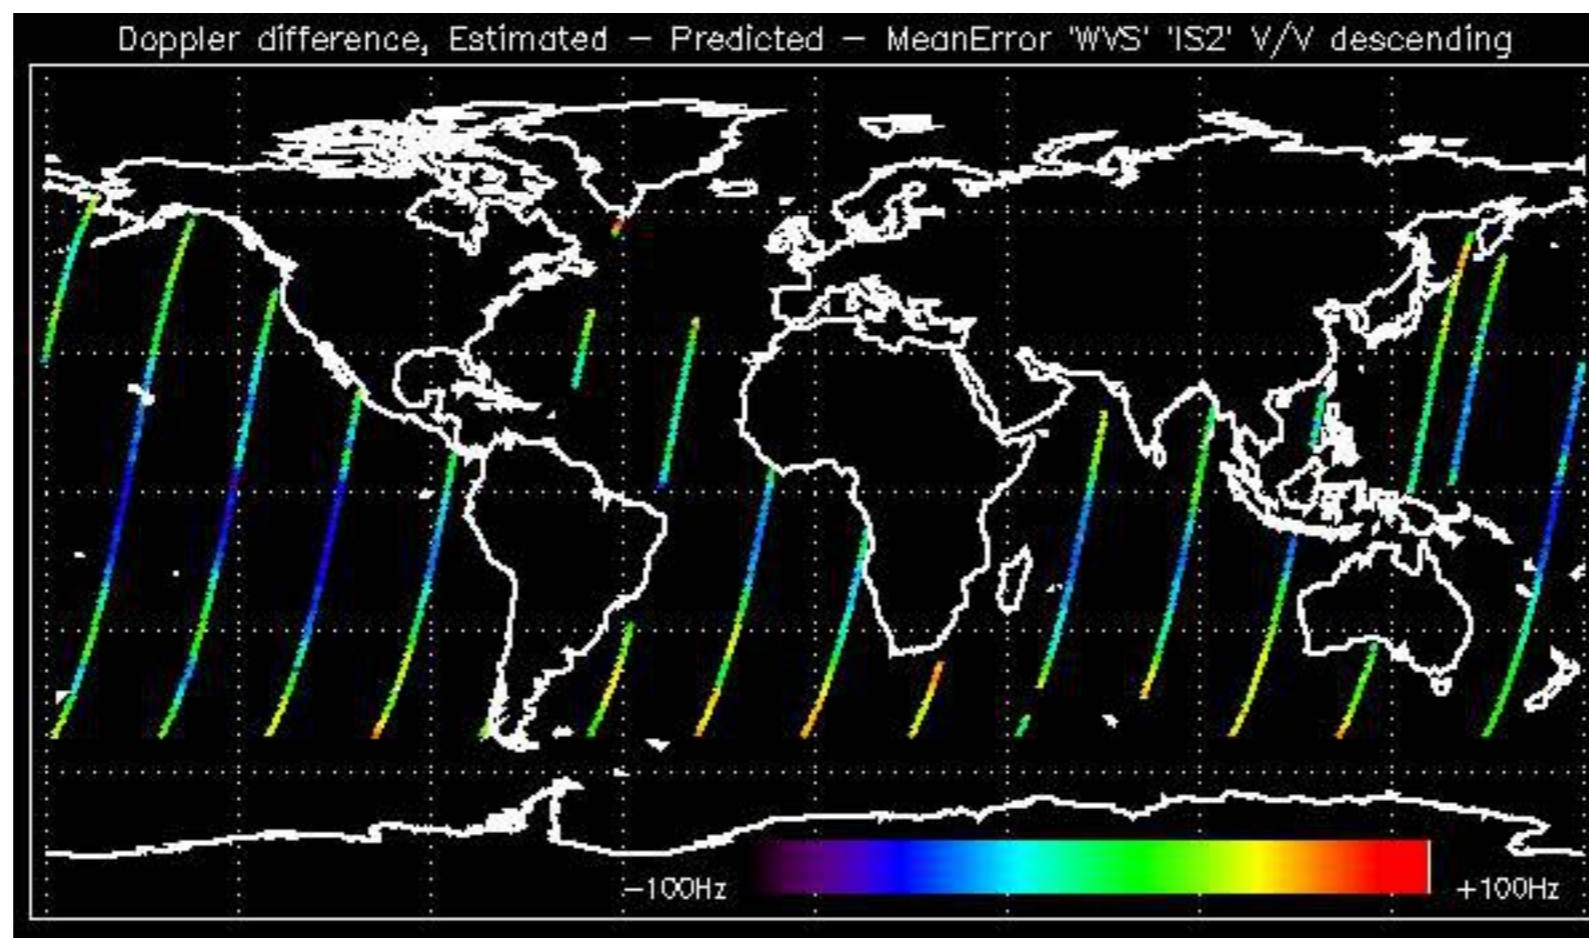 Doppler difference, Estimated – Predicted – MeanError 'WVS' 'IS2' V/V descending
–100Hz +100Hz